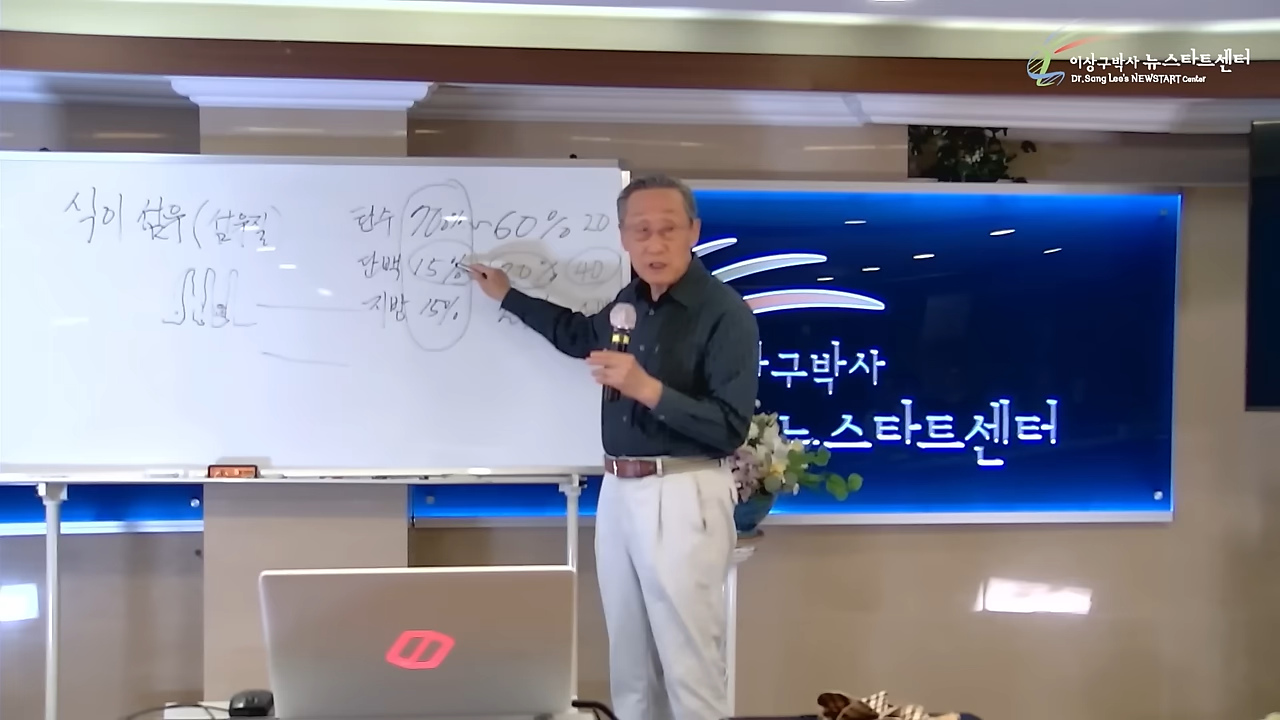 이상구박사 뉴스타트센터
Dr. Sang Lee's NEWSTART Center
식이 섬유 (섬유질)
탄수 70% ~ 60% 20
단백 15% 20% 40
지방 15%
구박사
뉴스타트센터